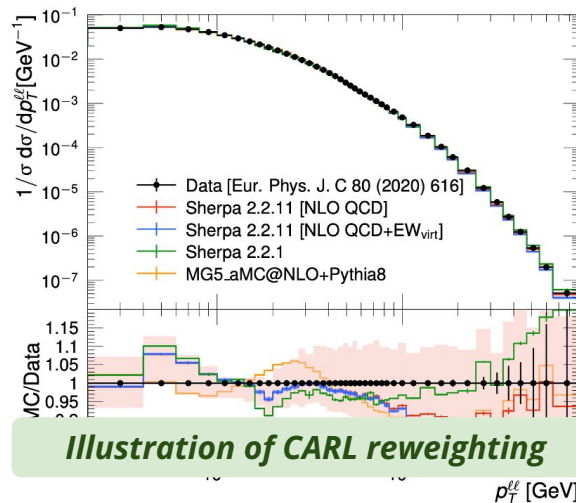 10⁻¹
10⁻²
10⁻³
10⁻⁴
10⁻⁵
10⁻⁶
10⁻⁷
1/σ dσ/dp_T^ℓℓ[GeV⁻¹]
Data [Eur. Phys. J. C 80 (2020) 616]
Sherpa 2.2.11 [NLO QCD]
Sherpa 2.2.11 [NLO QCD+EW_virt]
Sherpa 2.2.1
MG5_aMC@NLO+Pythia8
1.15
1.1
1.05
1
0.95
MC/Data
Illustration of CARL reweighting
p_T^ℓℓ [GeV]